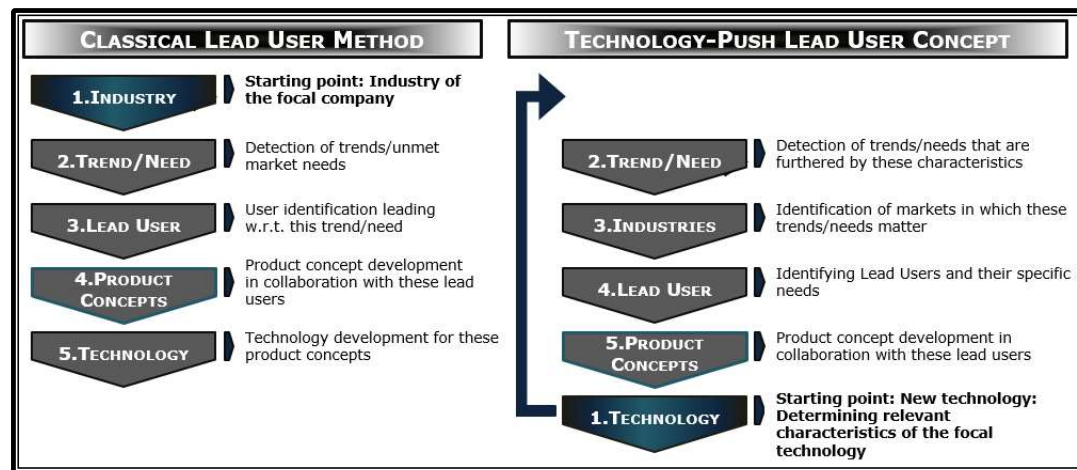 CLASSICAL LEAD USER METHOD
1.INDUSTRY
Starting point: Industry of
the focal company
2.TREND/NEED
Detection of trends/unmet
market needs
3.LEAD USER
User identification leading
w.r.t. this trend/need
4.PRODUCT
CONCEPTS
Product concept development
in collaboration with these lead
users
5.TECHNOLOGY
Technology development for these
product concepts
TECHNOLOGY-PUSH LEAD USER CONCEPT
2.TREND/NEED
Detection of trends/needs that are
furthered by these characteristics
3.INDUSTRIES
Identification of markets in which these
trends/needs matter
4.LEAD USER
Identifying Lead Users and their specific
needs
5.PRODUCT
CONCEPTS
Product concept development in
collaboration with these lead users
1.TECHNOLOGY
Starting point: New technology:
Determining relevant
characteristics of the focal
technology